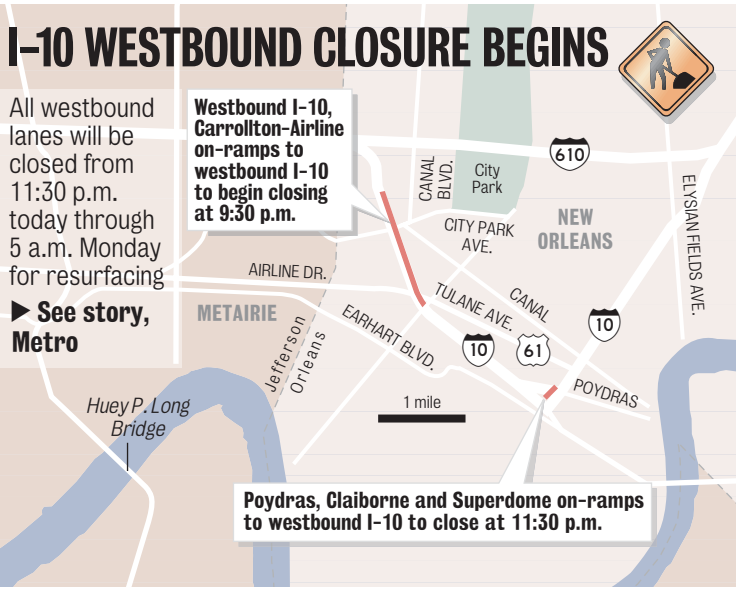 I-10 WESTBOUND CLOSURE BEGINS
All westbound
lanes will be
closed from
11:30 p.m.
today through
5 a.m. Monday
for resurfacing
▶ See story,
Metro
Westbound I-10,
Carrollton-Airline
on-ramps to
westbound I-10
to begin closing
at 9:30 p.m.
610
CANAL
BLVD.
City
Park
CITY PARK
AVE.
NEW
ORLEANS
ELYSIAN FIELDS AVE.
AIRLINE DR.
METAIRIE
Jefferson
Orleans
EARHART BLVD.
TULANE AVE.
CANAL
10
61
10
POYDRAS
1 mile
Huey P. Long
Bridge
Poydras, Claiborne and Superdome on-ramps
to westbound I-10 to close at 11:30 p.m.